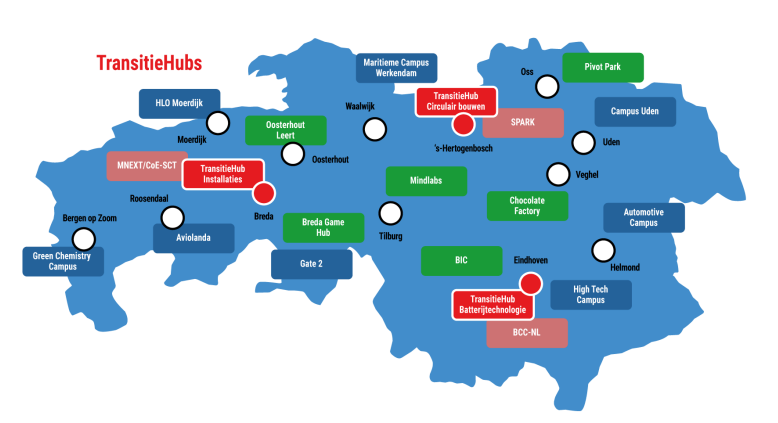 TransitieHubs
Maritieme Campus
Werkendam
Oss
Pivot Park
HLO Moerdijk
TransitieHub
Circulair bouwen
Waalwijk
Campus Uden
SPARK
Oosterhout
Leert
Moerdijk
's-Hertogenbosch
Uden
Oosterhout
MNEXT/CoE-SCT
TransitieHub
Installaties
Mindlabs
Veghel
Roosendaal
Chocolate
Factory
Bergen op Zoom
Breda
Automotive
Campus
Breda Game
Hub
Tilburg
Aviolanda
Green Chemistry
Campus
Gate 2
BIC
Eindhoven
Helmond
High Tech
Campus
TransitieHub
Batterijtechnologie
BCC-NL